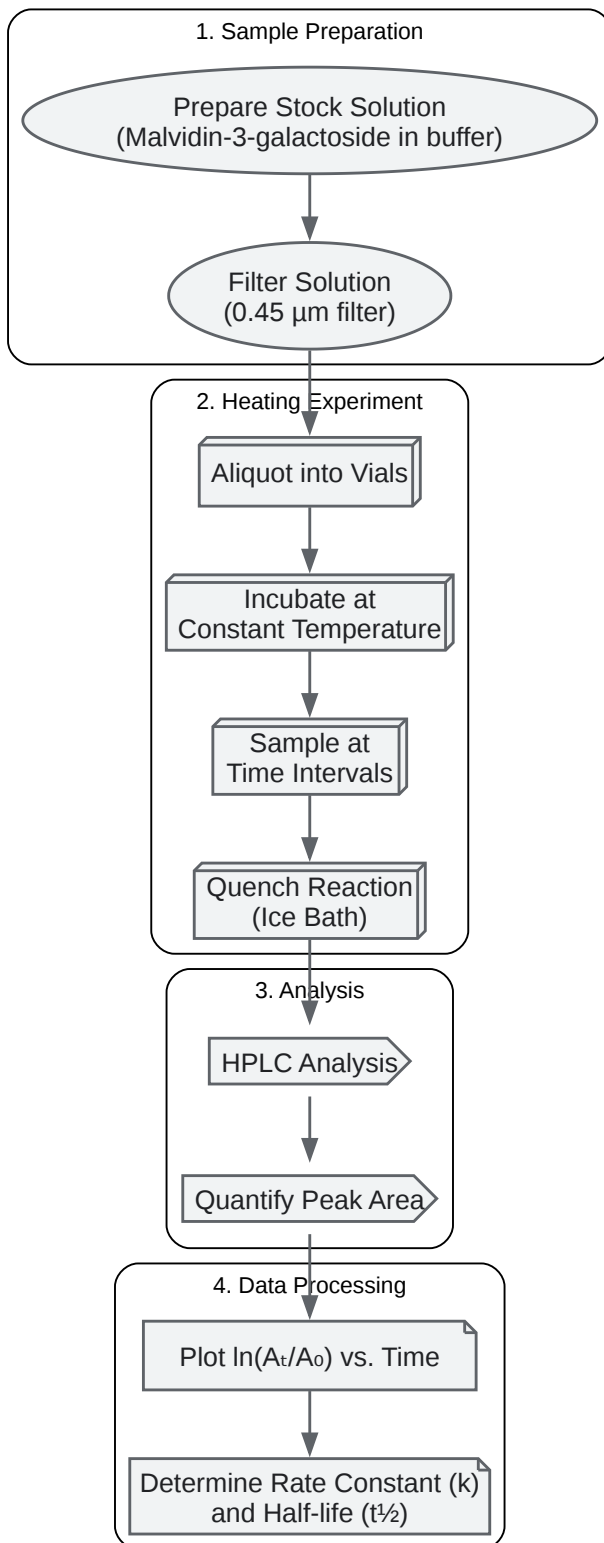 1. Sample Preparation
Prepare Stock Solution
(Malvidin-3-galactoside in buffer)
Filter Solution
(0.45 µm filter)
2. Heating Experiment
Aliquot into Vials
Incubate at
Constant Temperature
Sample at
Time Intervals
Quench Reaction
(Ice Bath)
3. Analysis
HPLC Analysis
Quantify Peak Area
4. Data Processing
Plot ln(Aₜ/A₀) vs. Time
Determine Rate Constant (k)
and Half-life (t½)